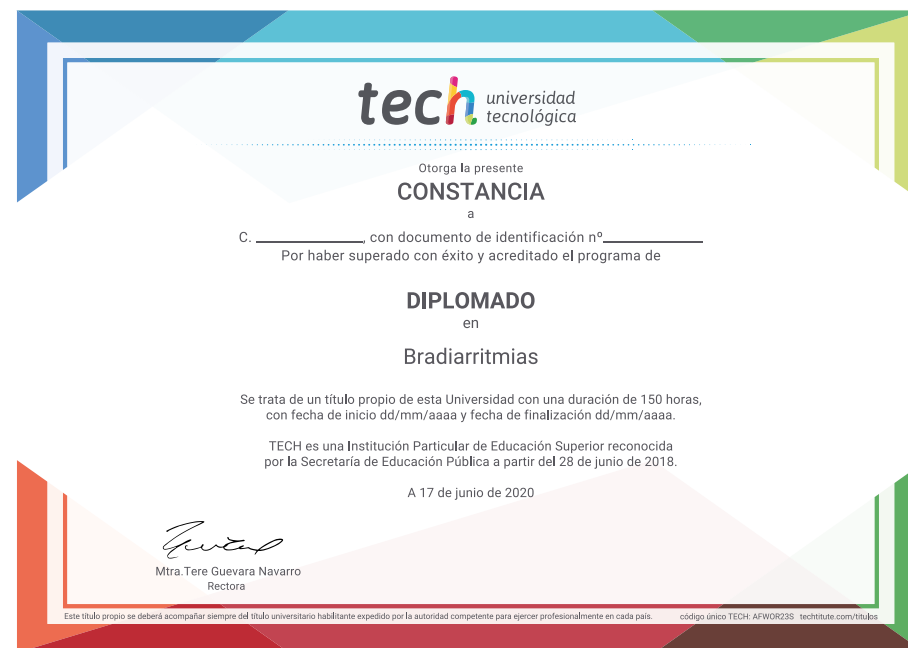 tech universidad
tecnológica
Otorga la presente
CONSTANCIA
a
C. ______________, con documento de identificación nº______________
Por haber superado con éxito y acreditado el programa de
DIPLOMADO
en
Bradiarritmias
Se trata de un título propio de esta Universidad con una duración de 150 horas,
con fecha de inicio dd/mm/aaaa y fecha de finalización dd/mm/aaaa.
TECH es una Institución Particular de Educación Superior reconocida
por la Secretaría de Educación Pública a partir del 28 de junio de 2018.
A 17 de junio de 2020
Mtra.Tere Guevara Navarro
Rectora
Este título propio se deberá acompañar siempre del título universitario habilitante expedido por la autoridad competente para ejercer profesionalmente en cada país. código único TECH: AFWOR23S techtitute.com/titulos